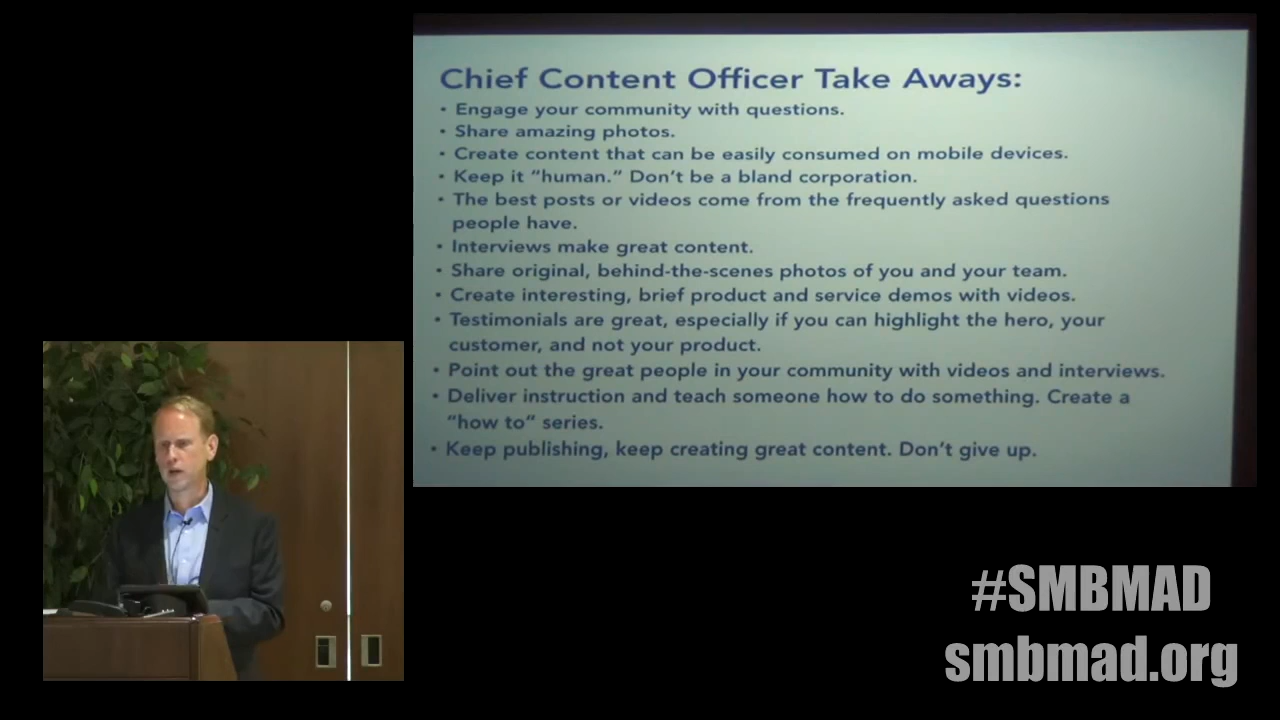 Chief Content Officer Take Aways:
• Engage your community with questions.
• Share amazing photos.
• Create content that can be easily consumed on mobile devices.
• Keep it “human.” Don’t be a bland corporation.
• The best posts or videos come from the frequently asked questions
people have.
• Interviews make great content.
• Share original, behind-the-scenes photos of you and your team.
• Create interesting, brief product and service demos with videos.
• Testimonials are great, especially if you can highlight the hero, your
customer, and not your product.
• Point out the great people in your community with videos and interviews.
• Deliver instruction and teach someone how to do something. Create a
“how to“ series.
• Keep publishing, keep creating great content. Don’t give up.
#SMBMAD
smbmad.org